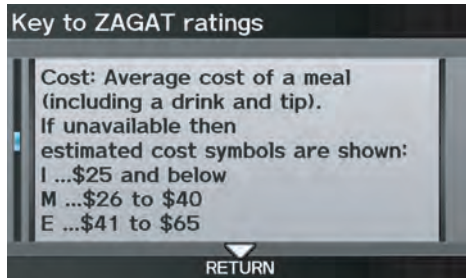 Key to ZAGAT ratings
Cost: Average cost of a meal
(including a drink and tip).
If unavailable then
estimated cost symbols are shown:
I ...$25 and below
M ...$26 to $40
E ...$41 to $65
RETURN